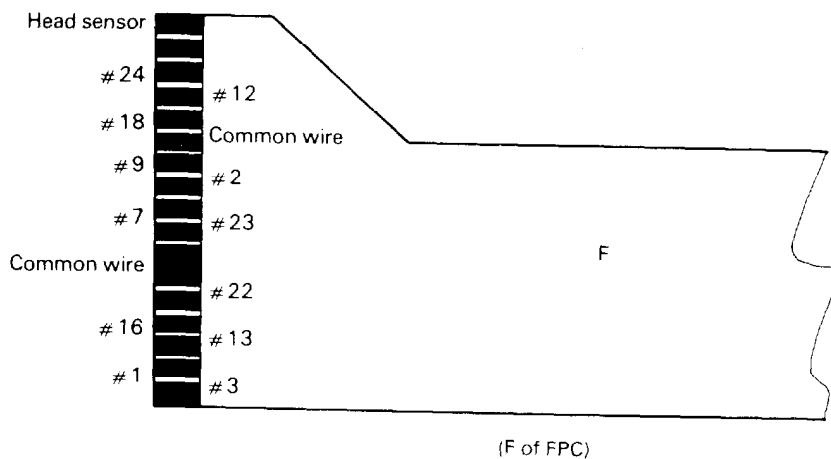 Head sensor
# 24
# 12
# 18
Common wire
# 9
# 2
# 7
# 23
Common wire
F
# 22
# 16
# 13
# 1
# 3
(F of FPC)